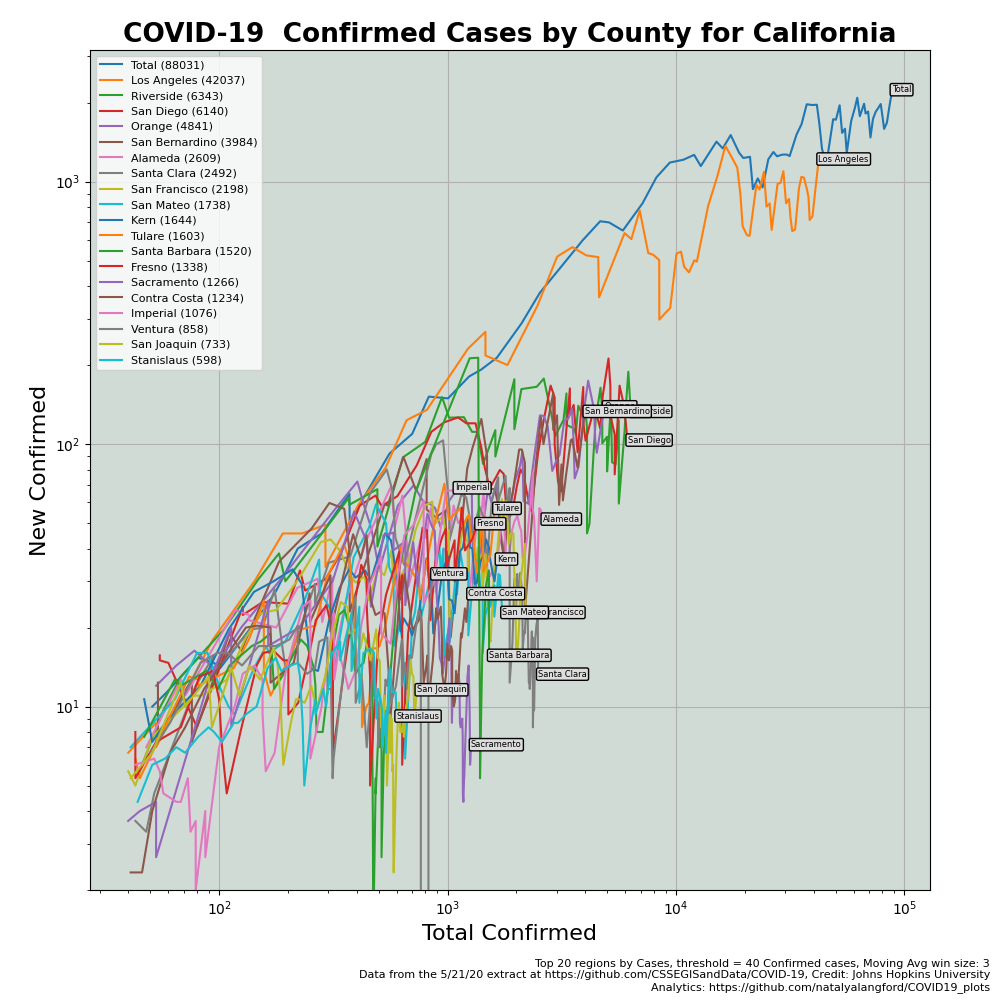 COVID-19  Confirmed Cases by County for California
Total (88031)
Los Angeles (42037)
Riverside (6343)
San Diego (6140)
Orange (4841)
San Bernardino (3984)
Alameda (2609)
Santa Clara (2492)
San Francisco (2198)
San Mateo (1738)
Kern (1644)
Tulare (1603)
Santa Barbara (1520)
Fresno (1338)
Sacramento (1266)
Contra Costa (1234)
Imperial (1076)
Ventura (858)
San Joaquin (733)
Stanislaus (598)
Total
Los Angeles
San Bernardino
rside
San Diego
Imperial
Tulare
Fresno
Alameda
Kern
Ventura
Contra Costa
San Mateo
rancisco
Santa Barbara
Santa Clara
San Joaquin
Stanislaus
Sacramento
New Confirmed
10³
10²
10¹
10² 10³ 10⁴ 10⁵
Total Confirmed
Top 20 regions by Cases, threshold = 40 Confirmed cases, Moving Avg win size: 3
Data from the 5/21/20 extract at https://github.com/CSSEGISandData/COVID-19, Credit: Johns Hopkins University
Analytics: https://github.com/natalyalangford/COVID19_plots